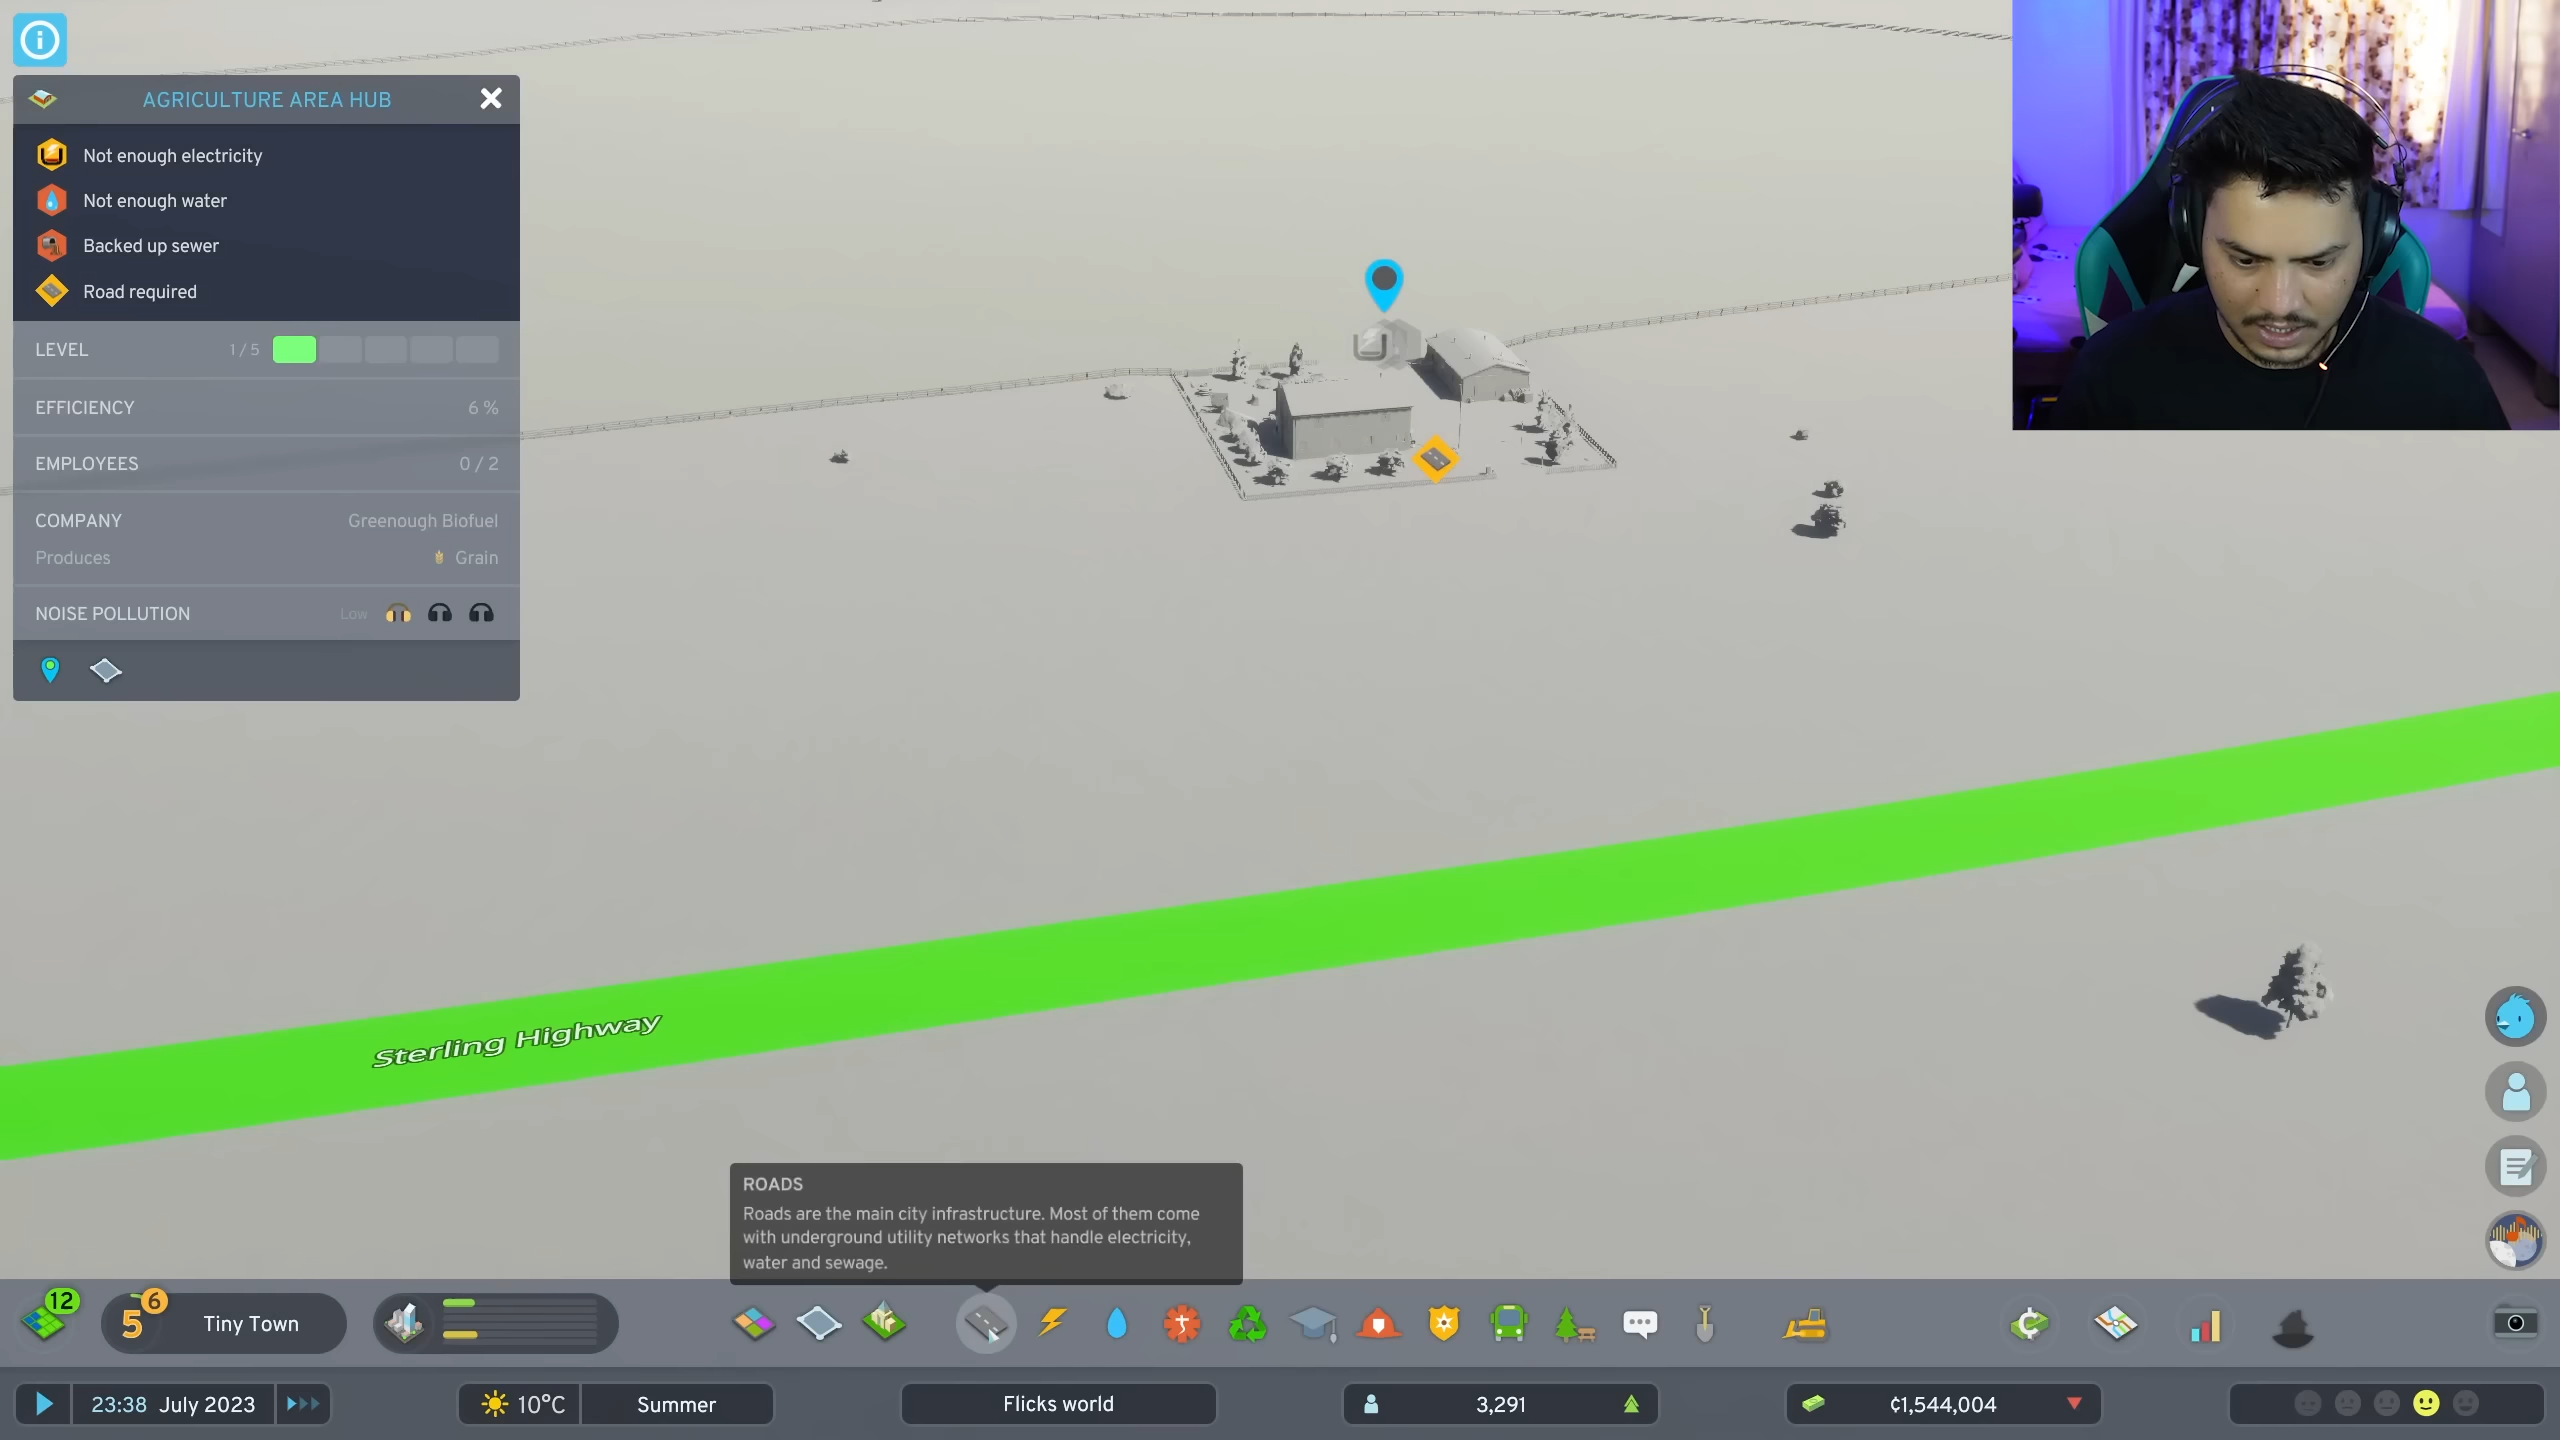 AGRICULTURE AREA HUB
Not enough electricity
Not enough water
Backed up sewer
Road required
LEVEL 1 / 5
EFFICIENCY 6 %
EMPLOYEES 0 / 2
COMPANY Greenough Biofuel
Produces Grain
NOISE POLLUTION Low
Sterling Highway
ROADS
Roads are the main city infrastructure. Most of them come
with underground utility networks that handle electricity,
water and sewage.
12
5 6 Tiny Town
23:38 July 2023
10°C Summer
Flicks world
3,291
¢1,544,004